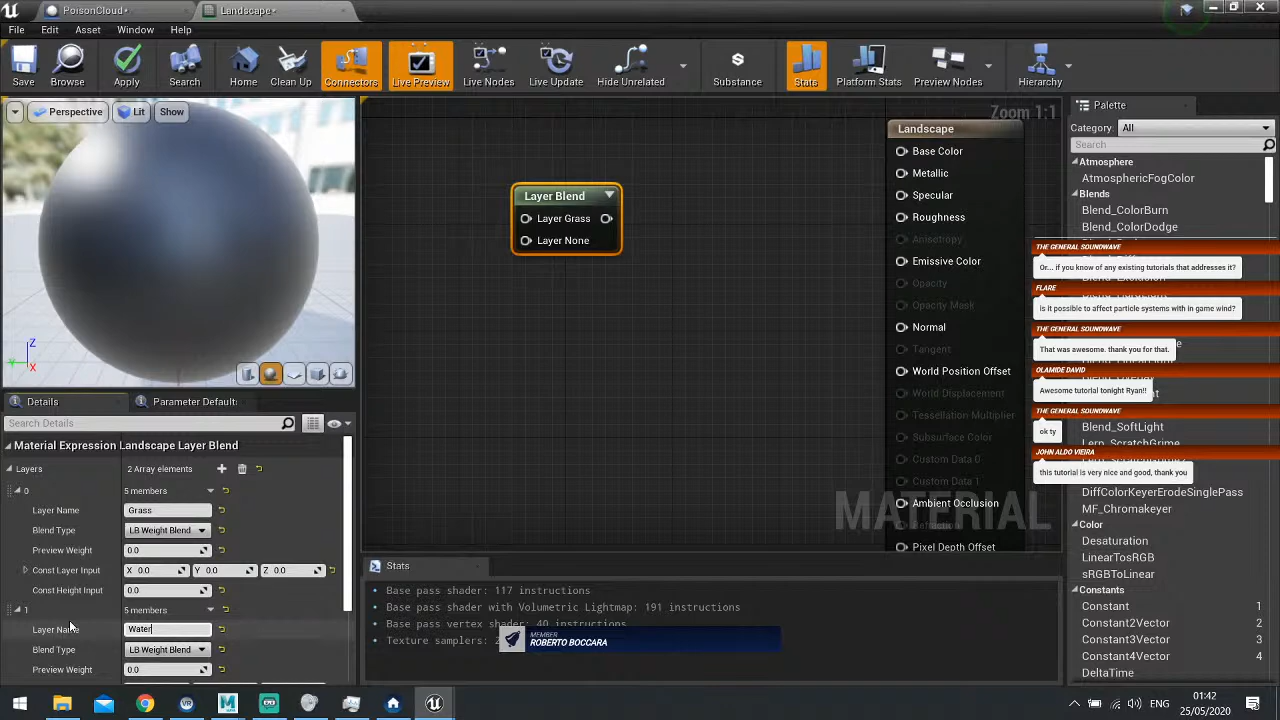 PoisonCloud•
Landscape•
File Edit Asset Window Help
Save Browse Apply Search Home Clean Up Connectors Live Preview Live Nodes Live Update Hide Unrelated Substance Stats Platform Stats Preview Nodes Hierarchy
Perspective Lit Show
Zoom 1:1
Layer Blend
Layer Grass
Layer None
Landscape
Base Color
Metallic
Specular
Roughness
Anisotropy
Emissive Color
Opacity
Opacity Mask
Normal
Tangent
World Position Offset
World Displacement
Tessellation Multiplier
Subsurface Color
Custom Data 0
Custom Data 1
Ambient Occlusion
Pixel Depth Offset
MATERIAL
Palette
Category: All
Search
Atmosphere
AtmosphericFogColor
Blends
Blend_ColorBurn
Blend_ColorDodge
THE GENERAL SOUNDWAVE
Or... if you know of any existing tutorials that addresses it?
FLARE
is it possible to affect particle systems with in game wind?
THE GENERAL SOUNDWAVE
That was awesome. thank you for that.
OLAMIDE DAVID
Awesome tutorial tonight Ryan!!
THE GENERAL SOUNDWAVE
ok ty
Blend_SoftLight
Lerp_ScratchGrime
JOHN ALDO VIEIRA
this tutorial is very nice and good, thank you
DiffColorKeyerErodeSinglePass
MF_Chromakeyer
Color
Desaturation
LinearTosRGB
sRGBToLinear
Constants
Constant 1
Constant2Vector 2
Constant3Vector 3
Constant4Vector 4
DeltaTime
X Y Z
Details
Parameter Default
Search Details
Material Expression Landscape Layer Blend
Layers 2 Array elements
0 5 members
Layer Name Grass
Blend Type LB Weight Blend
Preview Weight 0.0
Const Layer Input X 0.0 Y 0.0 Z 0.0
Const Height Input 0.0
1 5 members
Layer Name Water
Blend Type LB Weight Blend
Preview Weight 0.0
Stats
• Base pass shader: 117 instructions
• Base pass shader with Volumetric Lightmap: 191 instructions
• Base pass vertex shader: 40 instructions
• Texture samplers:
MEMBER
ROBERTO BOCCARA
ENG
01:42
25/05/2020